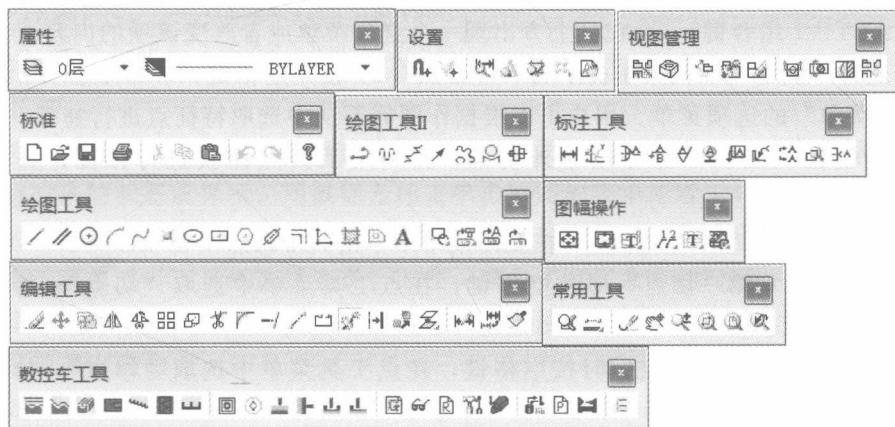 属性
设置
视图管理
0层
BYLAYER
标准
绘图工具II
标注工具
绘图工具
图幅操作
A
编辑工具
常用工具
数控车工具